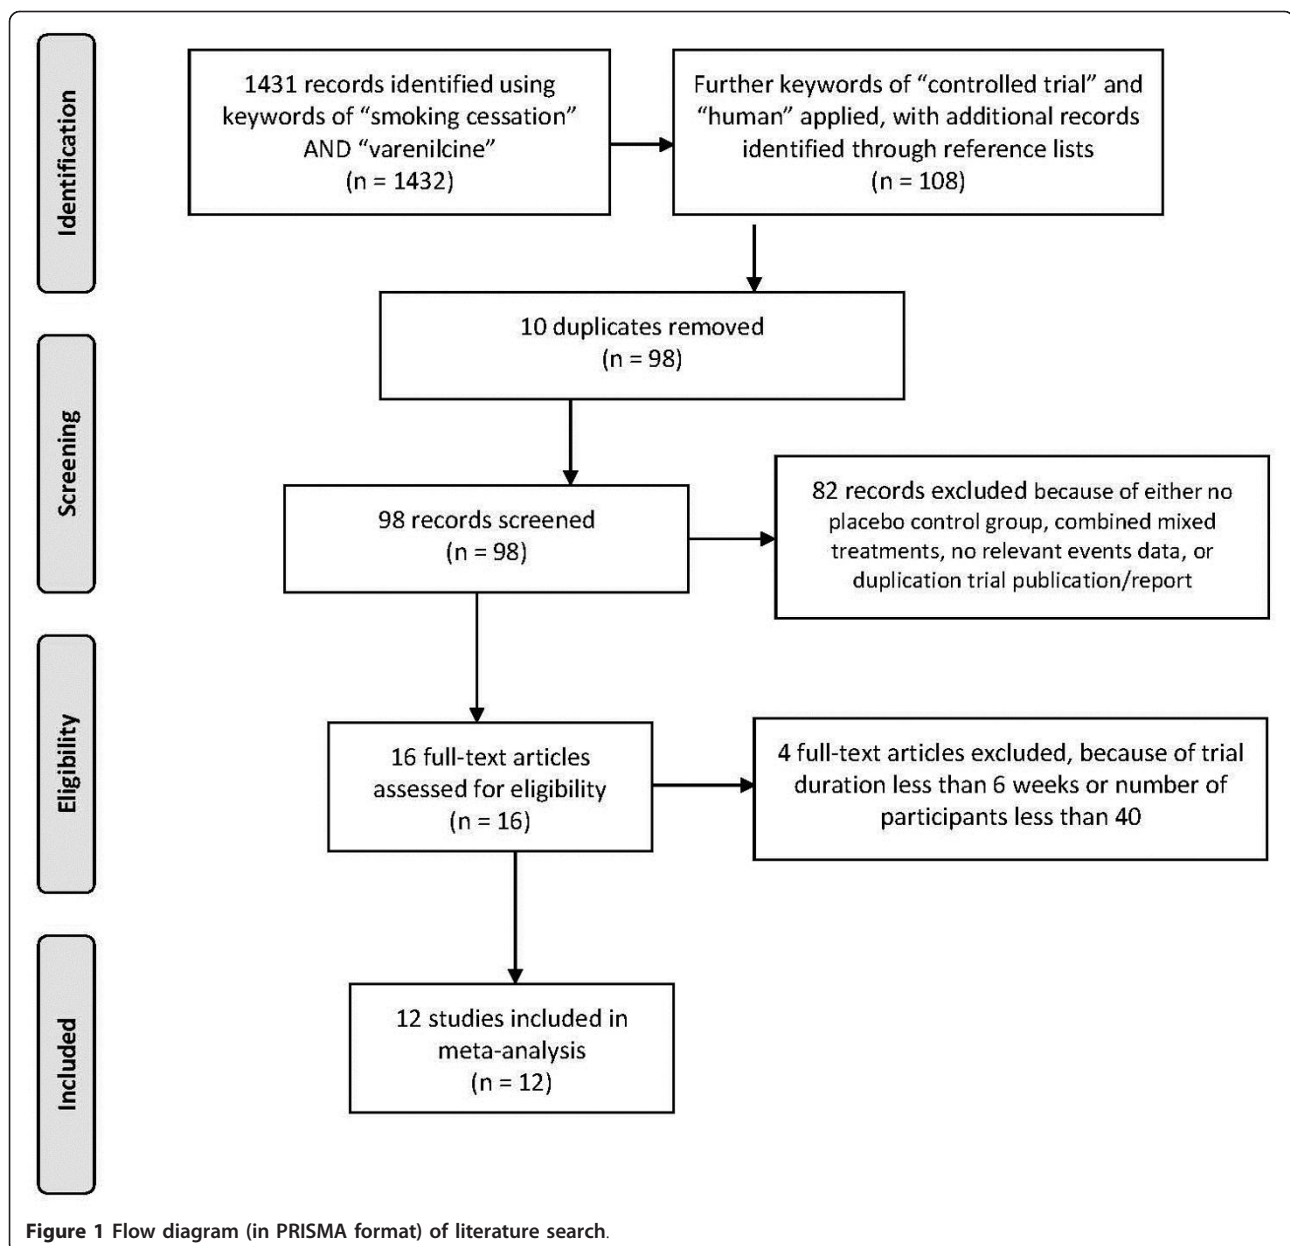 Identification
1431 records identified using
keywords of “smoking cessation”
AND “varenilcine”
(n = 1432)
Further keywords of “controlled trial” and
“human” applied, with additional records
identified through reference lists
(n = 108)
10 duplicates removed
(n = 98)
Screening
98 records screened
(n = 98)
82 records excluded because of either no
placebo control group, combined mixed
treatments, no relevant events data, or
duplication trial publication/report
Eligibility
16 full-text articles
assessed for eligibility
(n = 16)
4 full-text articles excluded, because of trial
duration less than 6 weeks or number of
participants less than 40
Included
12 studies included in
meta-analysis
(n = 12)
Figure 1 Flow diagram (in PRISMA format) of literature search.